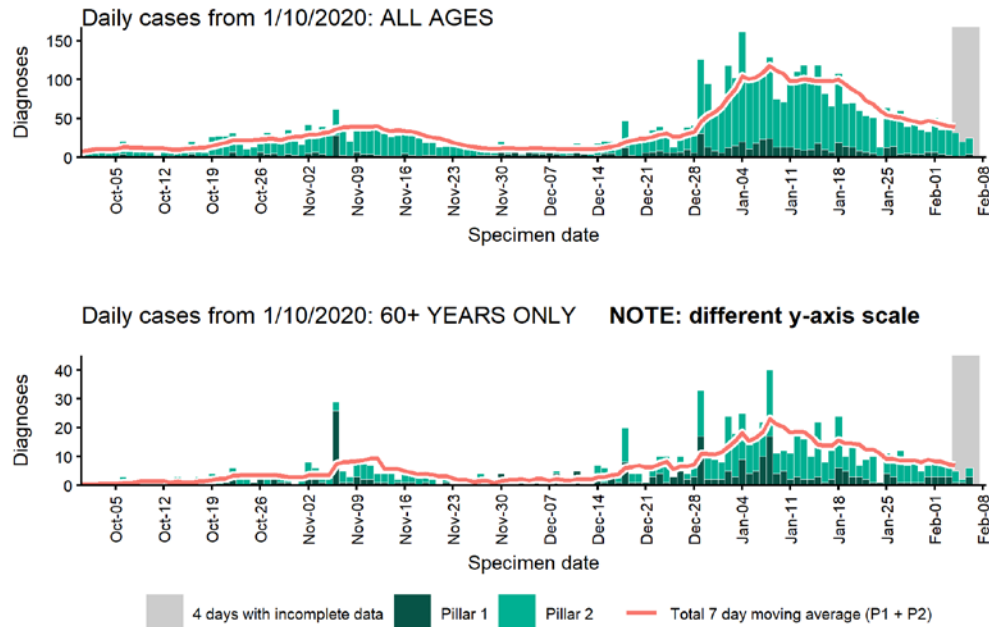 Daily cases from 1/10/2020: ALL AGES
150
100
50
0
Diagnoses
Oct-05
Oct-12
Oct-19
Oct-26
Nov-02
Nov-09
Nov-16
Nov-23
Nov-30
Dec-07
Dec-14
Dec-21
Dec-28
Jan-04
Jan-11
Jan-18
Jan-25
Feb-01
Feb-08
Specimen date
Daily cases from 1/10/2020: 60+ YEARS ONLY NOTE: different y-axis scale
40
30
20
10
0
Diagnoses
Oct-05
Oct-12
Oct-19
Oct-26
Nov-02
Nov-09
Nov-16
Nov-23
Nov-30
Dec-07
Dec-14
Dec-21
Dec-28
Jan-04
Jan-11
Jan-18
Jan-25
Feb-01
Feb-08
Specimen date
4 days with incomplete data Pillar 1 Pillar 2 Total 7 day moving average (P1 + P2)